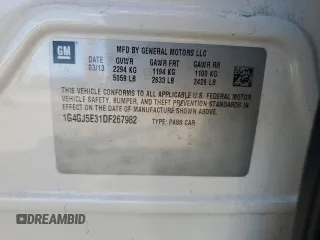 GM
MFD BY GENERAL MOTORS LLC
DATE GVWR GAWR FRT GAWR RR
03/13 2294 KG 1194 KG 1100 KG
5058 LB 2633 LB 2426 LB
THIS VEHICLE CONFORMS TO ALL APPLICABLE U.S. FEDERAL MOTOR
VEHICLE SAFETY, BUMPER, AND THEFT PREVENTION STANDARDS
IN EFFECT ON THE DATE OF MANUFACTURE SHOWN ABOVE.
1G4GJ5E31DF267982 TYPE: PASS CAR
DREAMBID